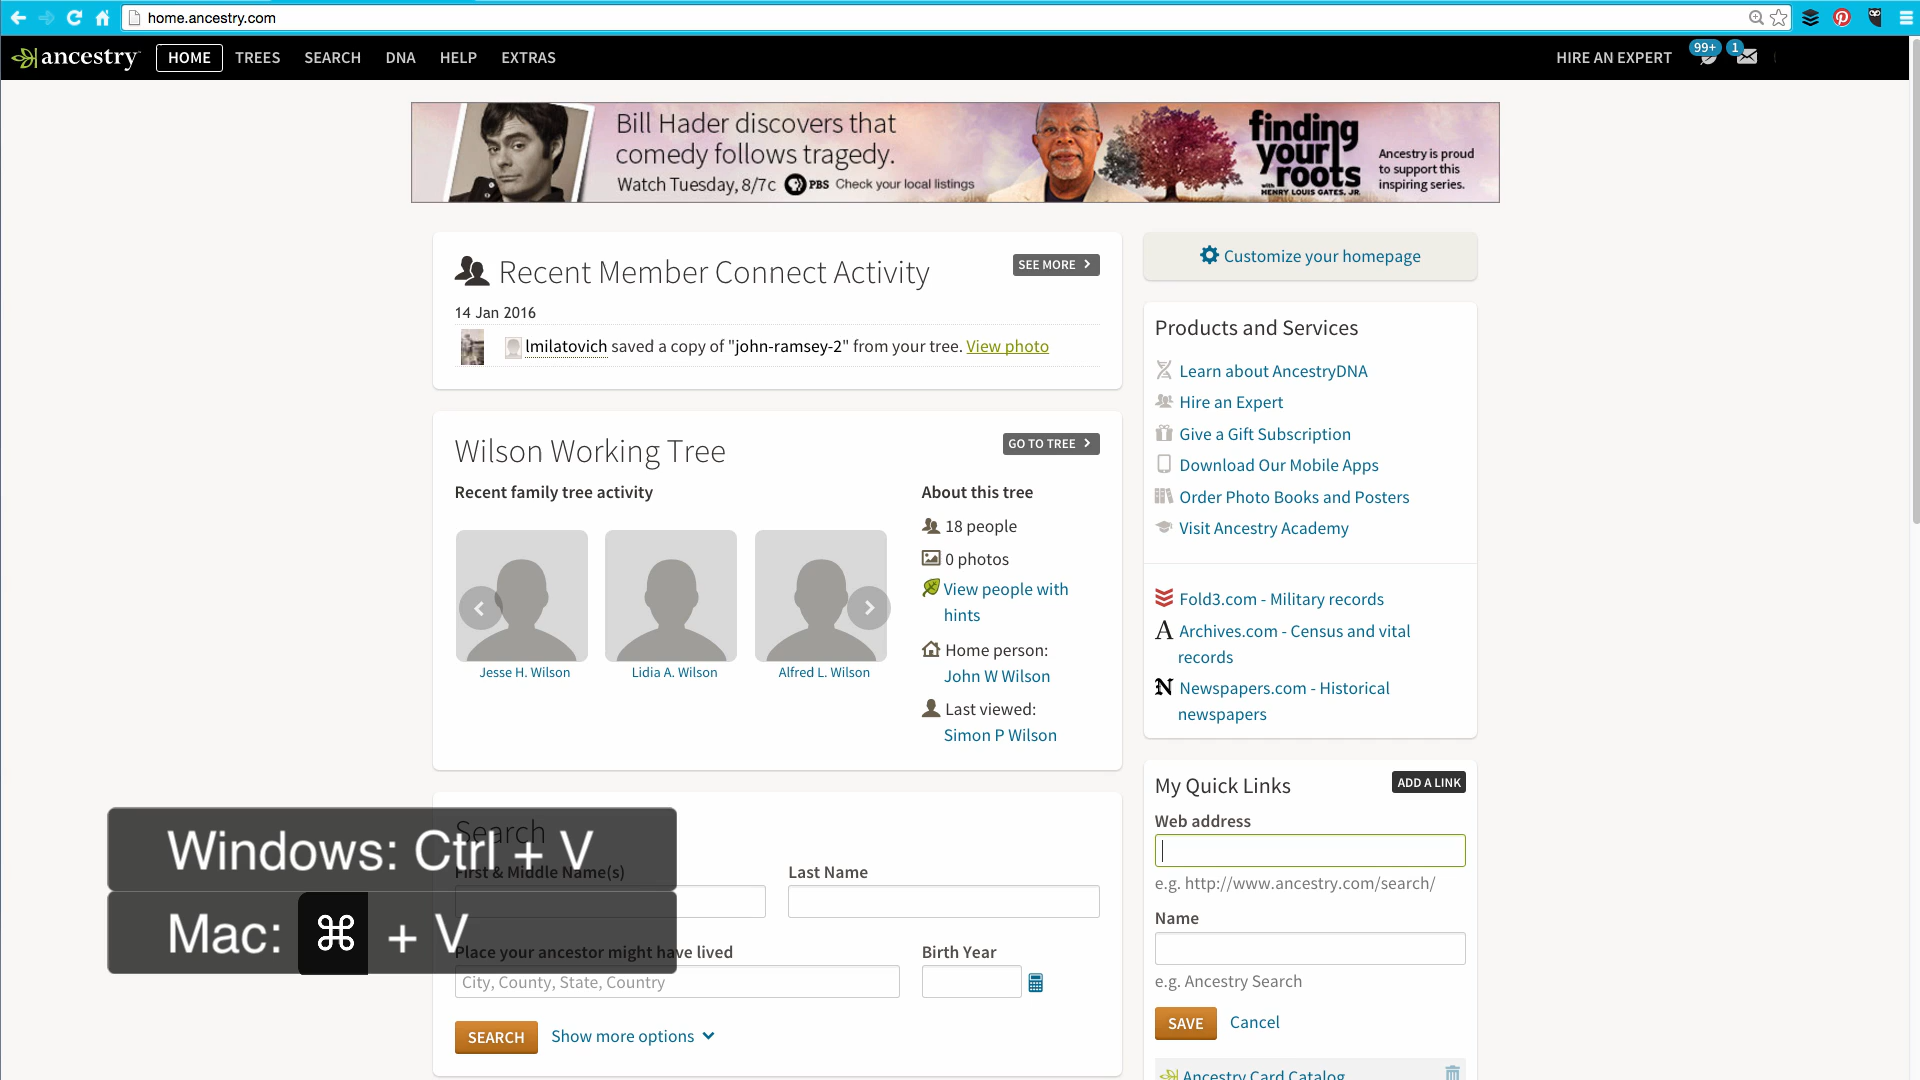 home.ancestry.com
ancestry
HOME
TREES
SEARCH
DNA
HELP
EXTRAS
HIRE AN EXPERT
99+
1
Bill Hader discovers that
comedy follows tragedy.
Watch Tuesday, 8/7c PBS Check your local listings
finding
your
roots
with HENRY LOUIS GATES, JR.
Ancestry is proud
to support this
inspiring series.
Recent Member Connect Activity
SEE MORE
14 Jan 2016
lmilatovich saved a copy of "john-ramsey-2" from your tree. View photo
Wilson Working Tree
GO TO TREE
Recent family tree activity
Jesse H. Wilson
Lidia A. Wilson
Alfred L. Wilson
About this tree
18 people
0 photos
View people with
hints
Home person:
John W Wilson
Last viewed:
Simon P Wilson
Search
First & Middle Name(s)
Last Name
Place your ancestor might have lived
City, County, State, Country
Birth Year
SEARCH
Show more options
Windows: Ctrl + V
Mac: ⌘ + V
Customize your homepage
Products and Services
Learn about AncestryDNA
Hire an Expert
Give a Gift Subscription
Download Our Mobile Apps
Order Photo Books and Posters
Visit Ancestry Academy
Fold3.com - Military records
A Archives.com - Census and vital
records
N Newspapers.com - Historical
newspapers
My Quick Links
ADD A LINK
Web address
e.g. http://www.ancestry.com/search/
Name
e.g. Ancestry Search
SAVE
Cancel
Ancestry Card Catalog